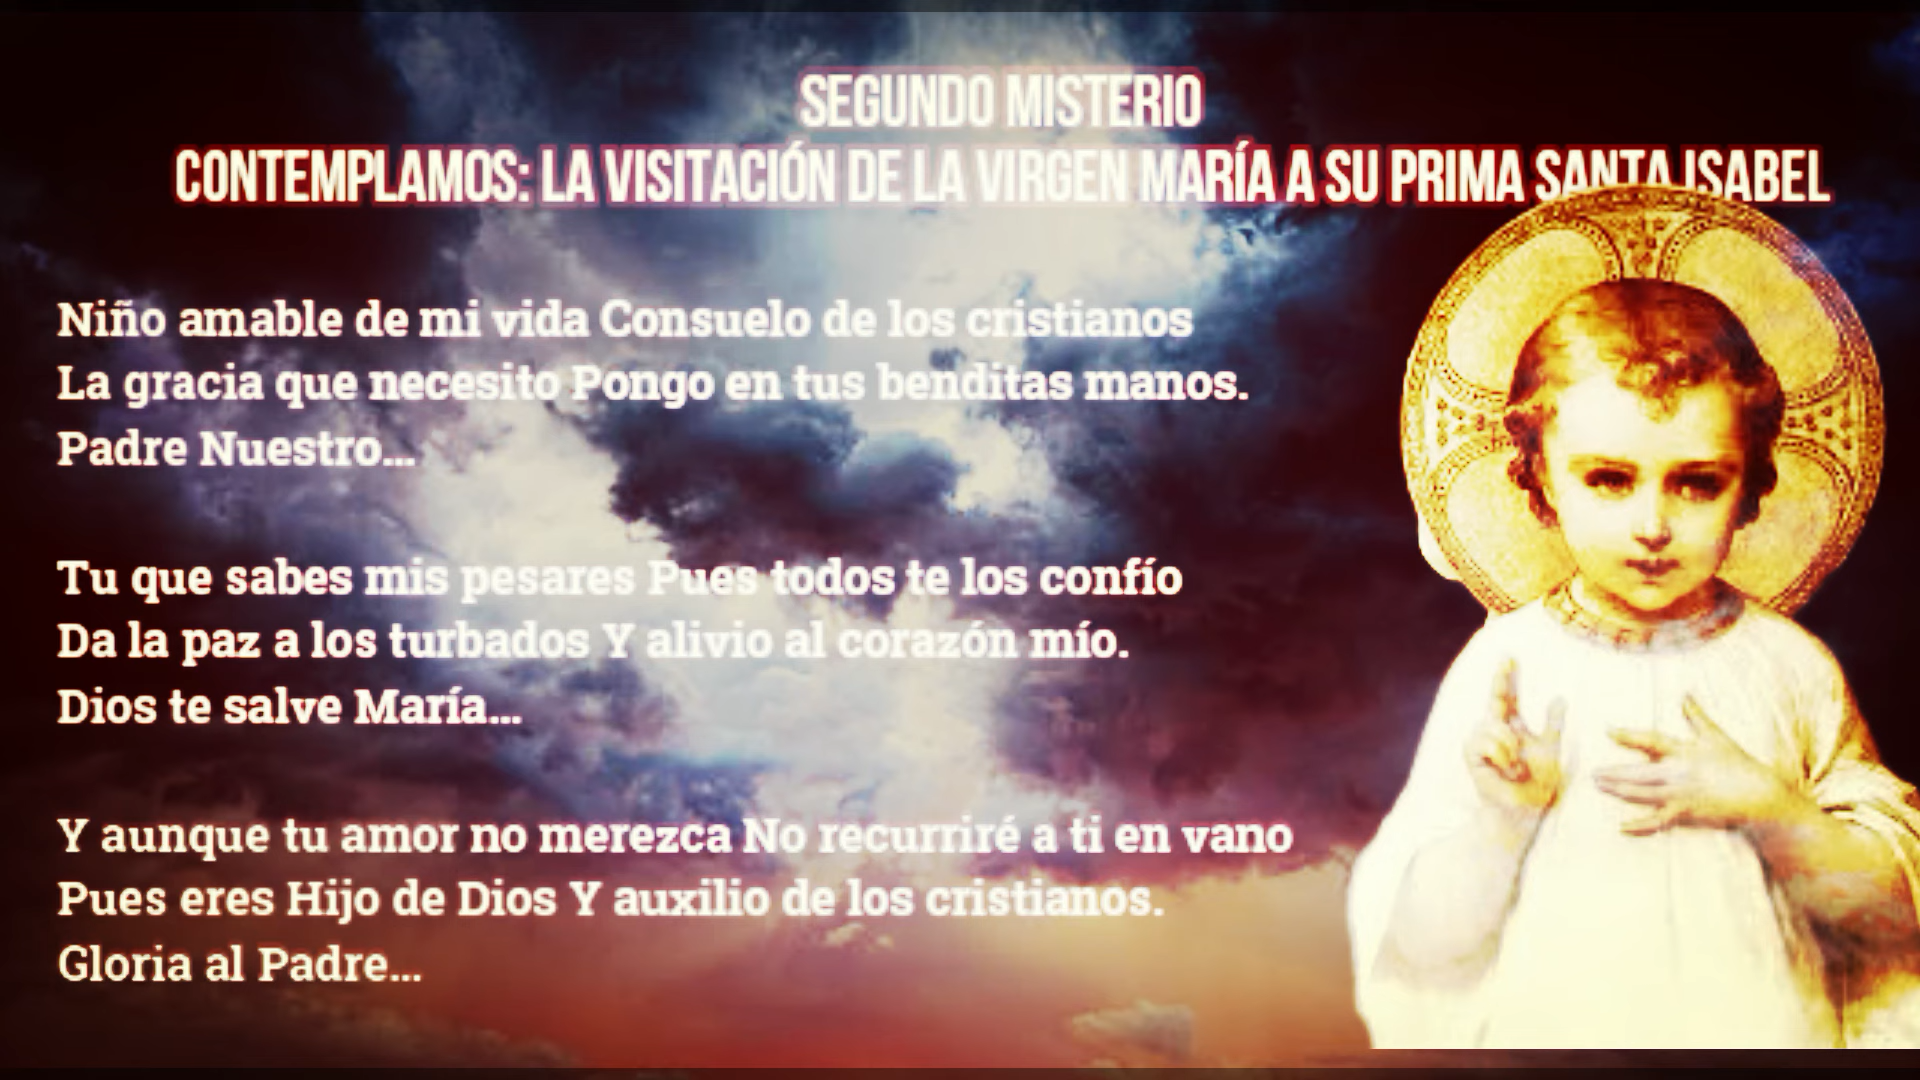 SEGUNDO MISTERIO
CONTEMPLAMOS: LA VISITACIÓN DE LA VIRGEN MARÍA A SU PRIMA SANTA ISABEL
Niño amable de mi vida Consuelo de los cristianos
La gracia que necesito Pongo en tus benditas manos.
Padre Nuestro...
Tu que sabes mis pesares Pues todos te los confío
Da la paz a los turbados Y alivio al corazón mío.
Dios te salve María...
Y aunque tu amor no merezca No recurriré a ti en vano
Pues eres Hijo de Dios Y auxilio de los cristianos.
Gloria al Padre...